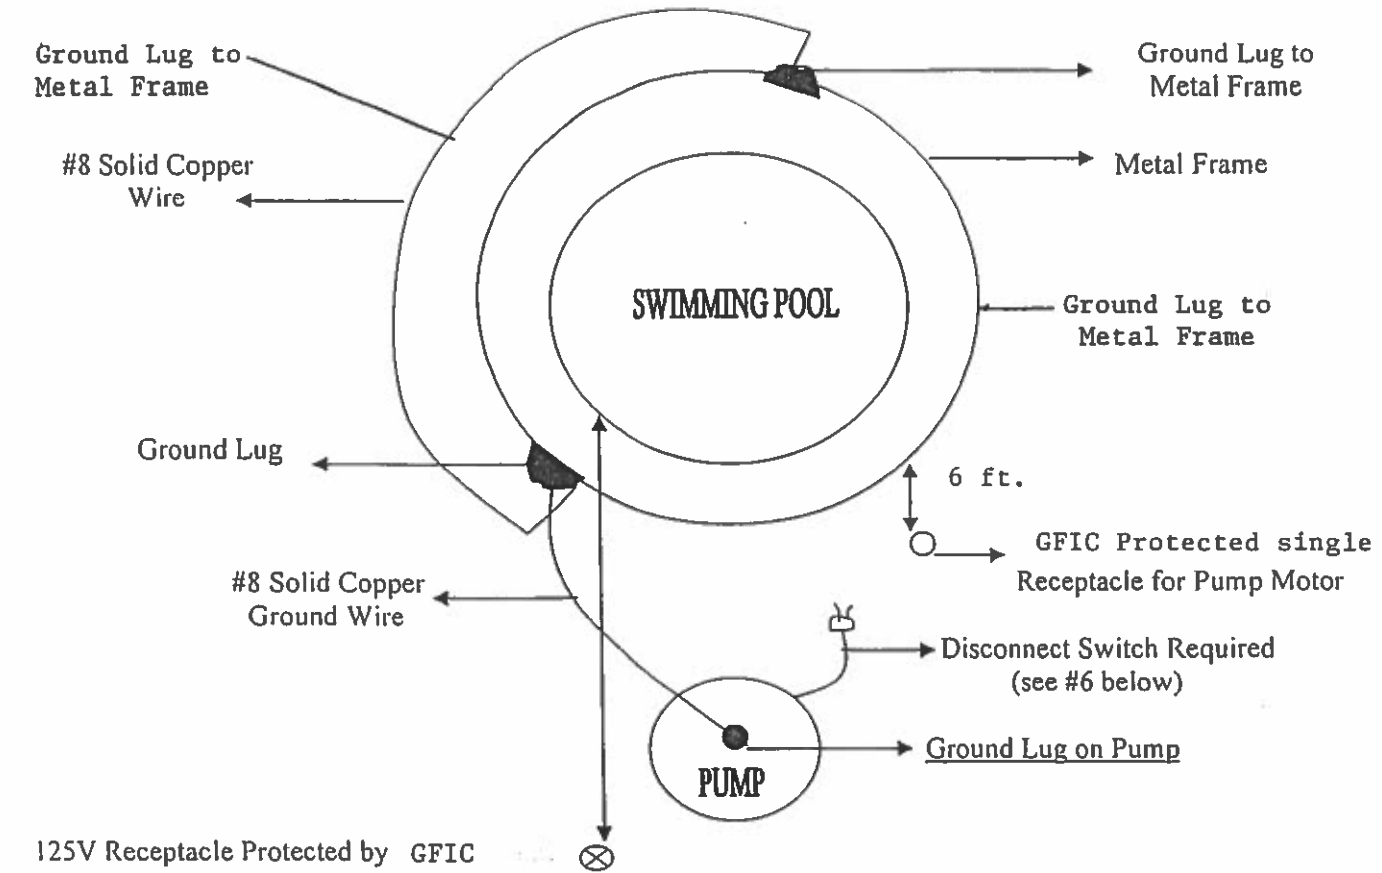 Ground Lug to
Metal Frame
Ground Lug to
Metal Frame
#8 Solid Copper
Wire
Metal Frame
SWIMMING POOL
Ground Lug to
Metal Frame
Ground Lug
6 ft.
GFIC Protected single
Receptacle for Pump Motor
#8 Solid Copper
Ground Wire
Disconnect Switch Required
(see #6 below)
Ground Lug on Pump
PUMP
125V Receptacle Protected by GFIC